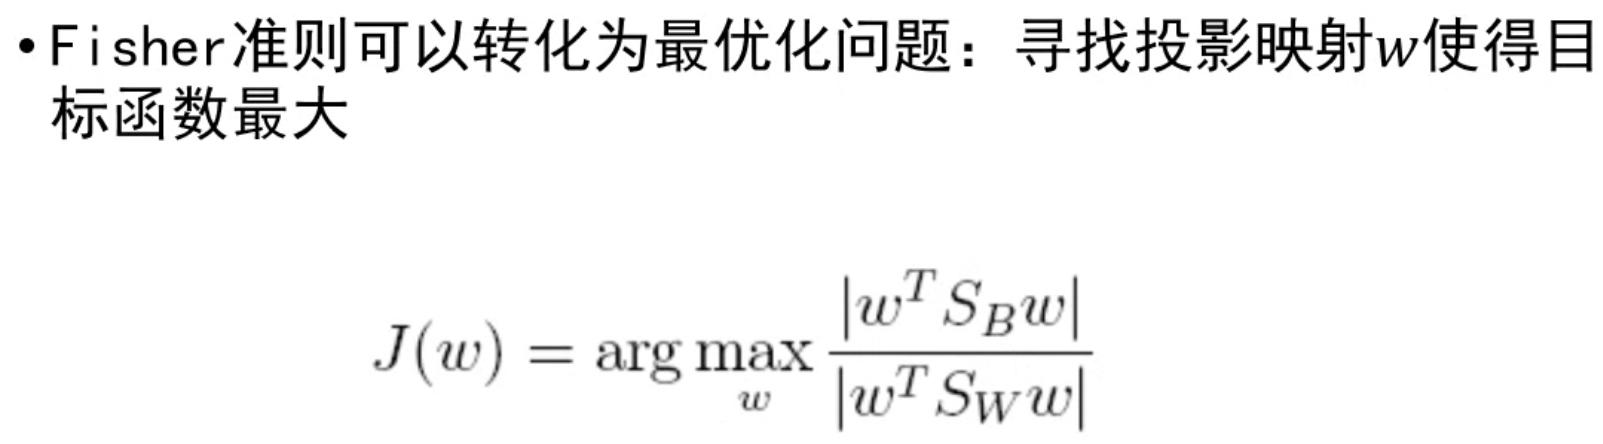 •Fisher准则可以转化为最优化问题：寻找投影映射w使得目
标函数最大
J(w) = arg max_w |w^T S_B w| / |w^T S_W w|